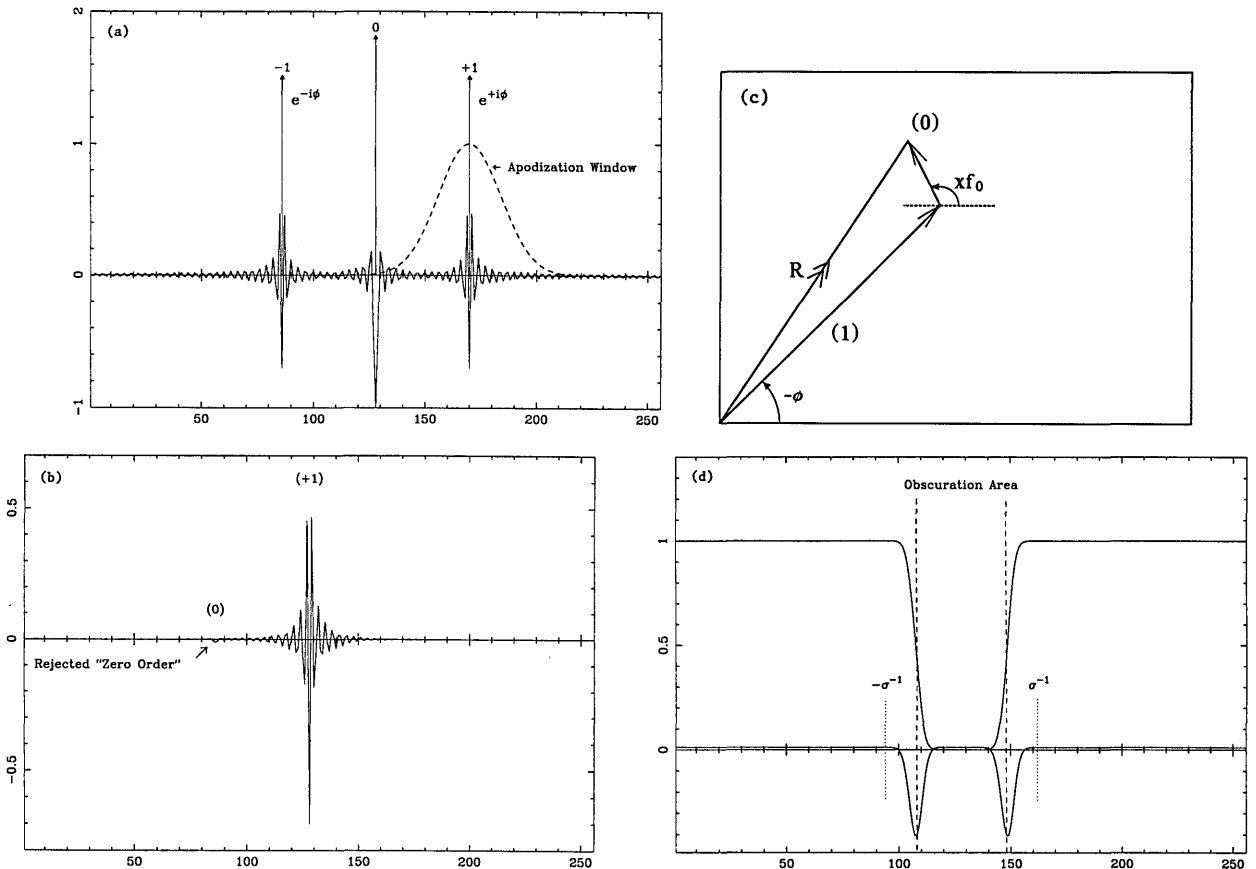 (a)
2
1
0
-1
-1
0
+1
e^{-iφ}
e^{+iφ}
← Apodization Window
50
100
150
200
250
(c)
(0)
xf₀
R
(1)
-φ
(b)
(+1)
0.5
0
-0.5
(0)
Rejected "Zero Order"
50
100
150
200
250
(d)
Obscuration Area
1
0.5
0
-σ⁻¹
σ⁻¹
50
100
150
200
250